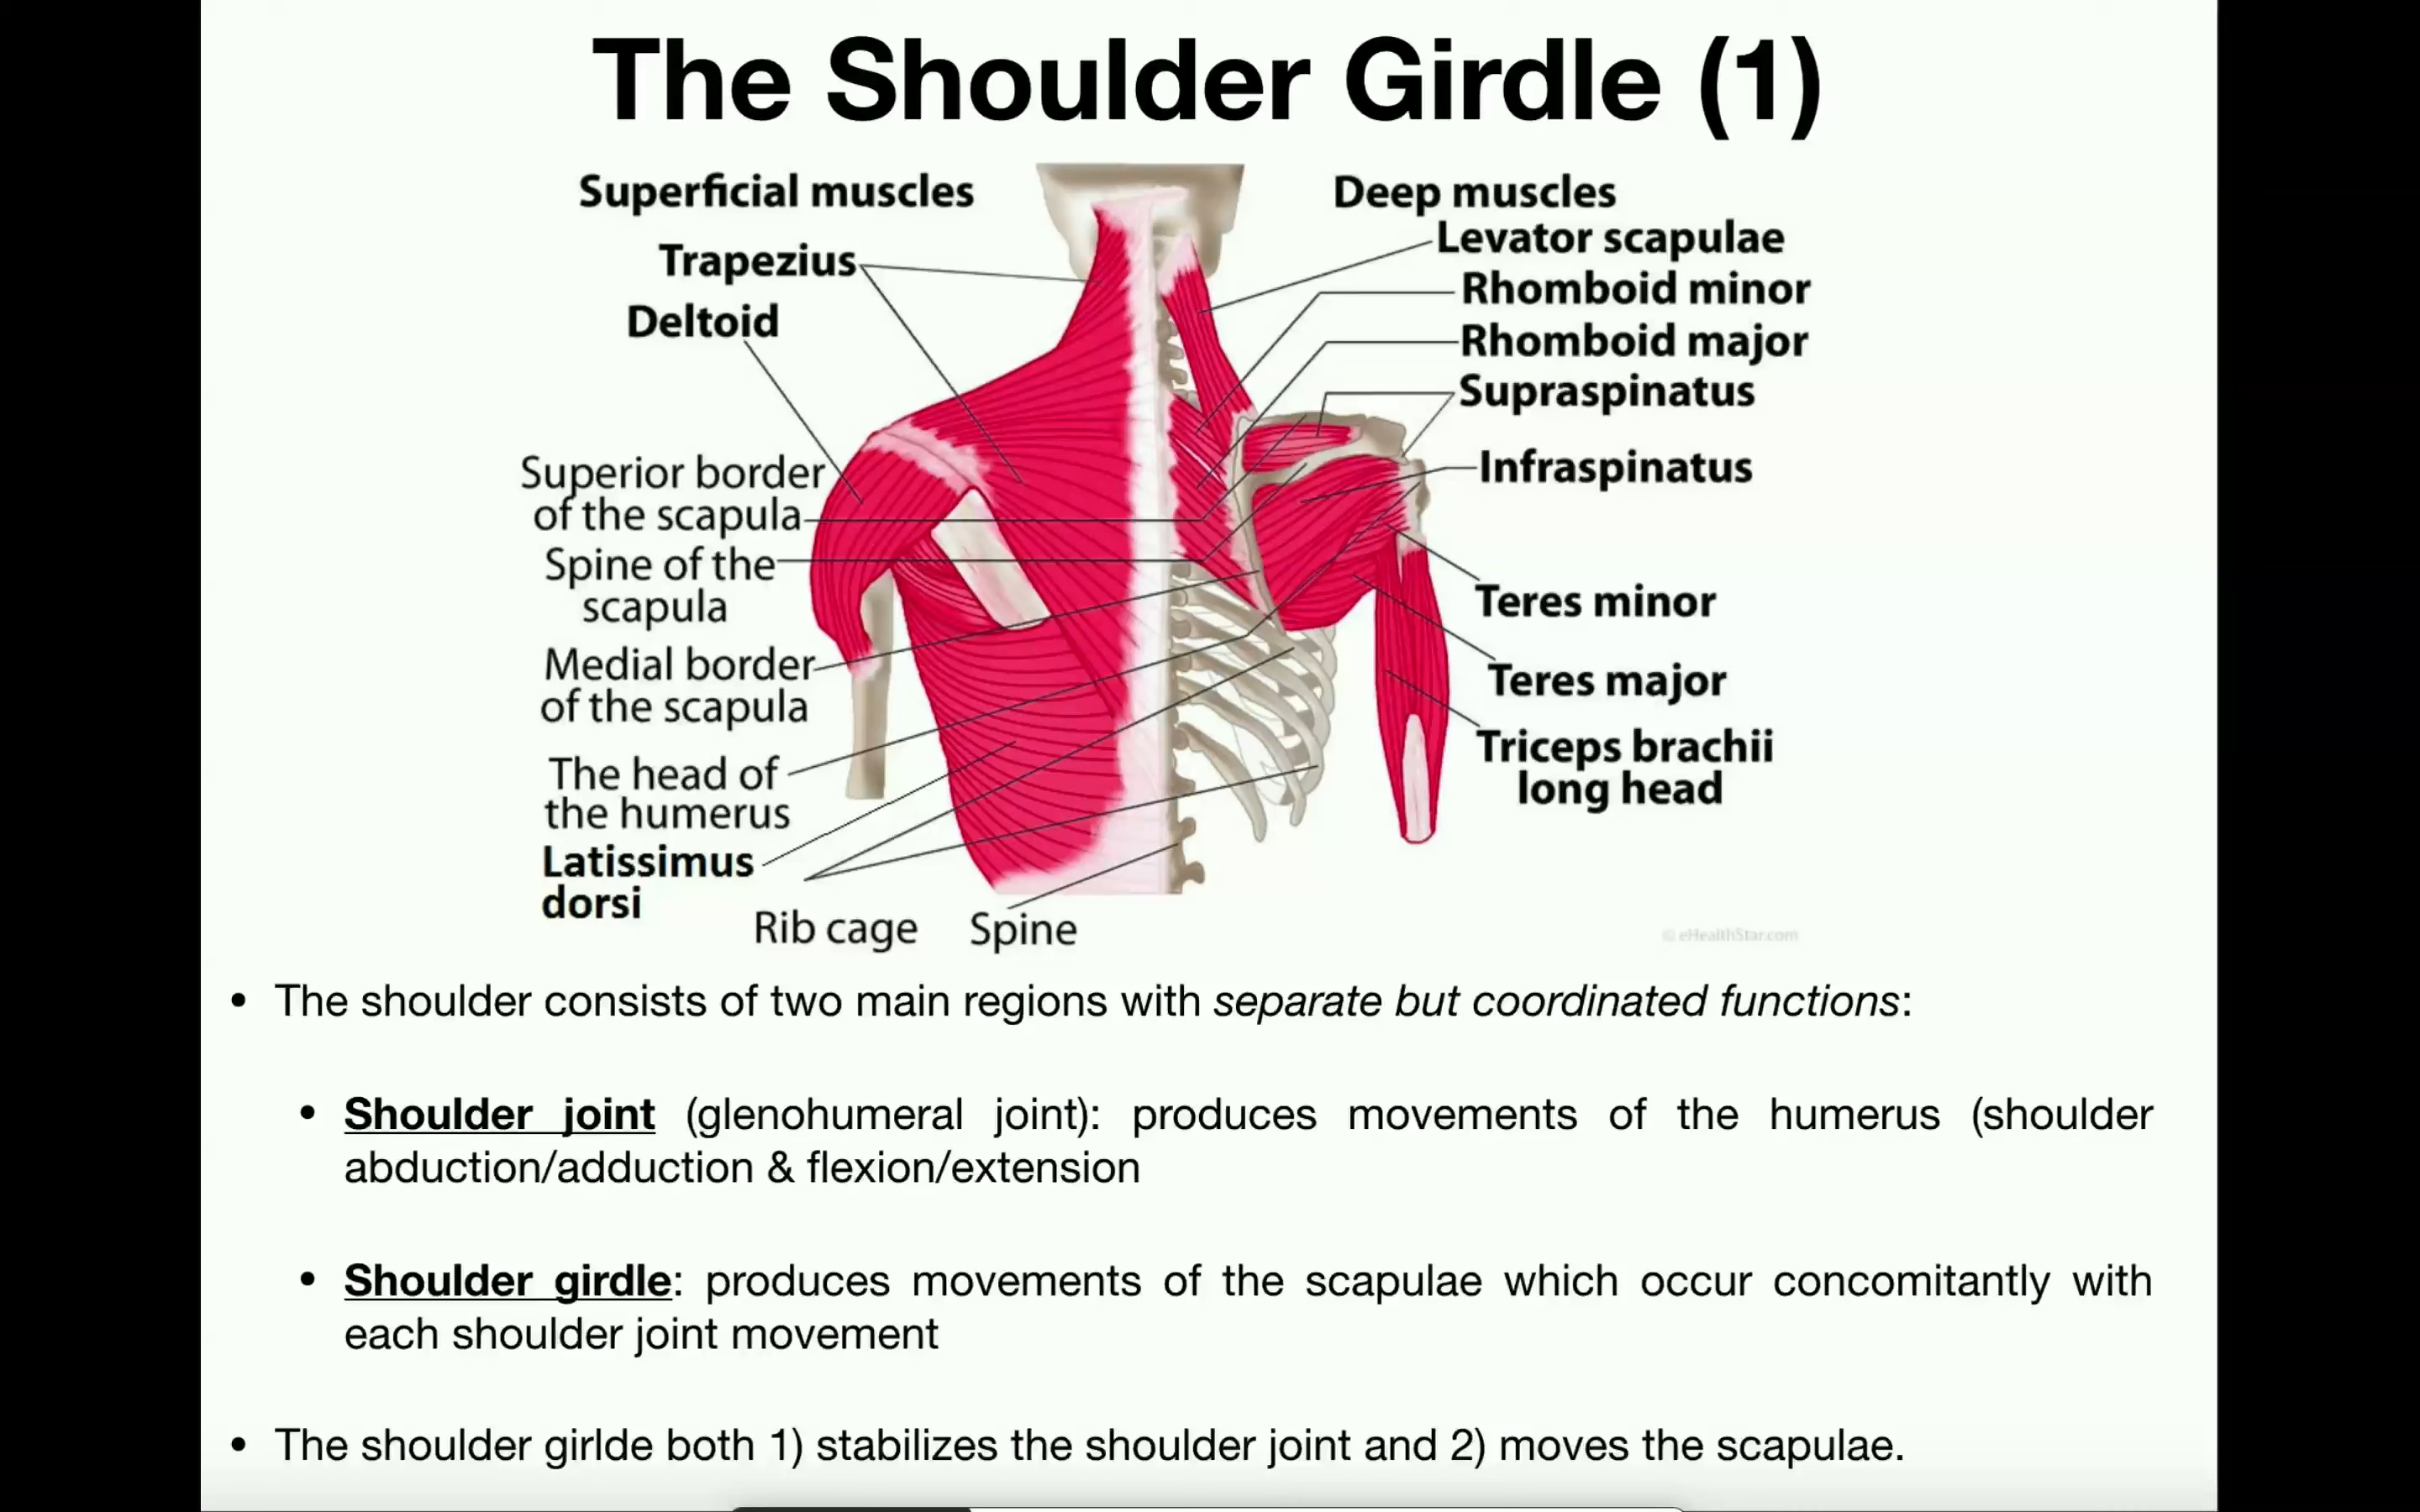 The Shoulder Girdle (1)
Superficial muscles
Trapezius
Deltoid
Superior border
of the scapula
Spine of the
scapula
Medial border
of the scapula
The head of
the humerus
Latissimus
dorsi
Rib cage
Spine
Deep muscles
Levator scapulae
Rhomboid minor
Rhomboid major
Supraspinatus
Infraspinatus
Teres minor
Teres major
Triceps brachii
long head
© eHealthStar.com
• The shoulder consists of two main regions with separate but coordinated functions:
• Shoulder joint (glenohumeral joint): produces movements of the humerus (shoulder
abduction/adduction & flexion/extension
• Shoulder girdle: produces movements of the scapulae which occur concomitantly with
each shoulder joint movement
• The shoulder girlde both 1) stabilizes the shoulder joint and 2) moves the scapulae.